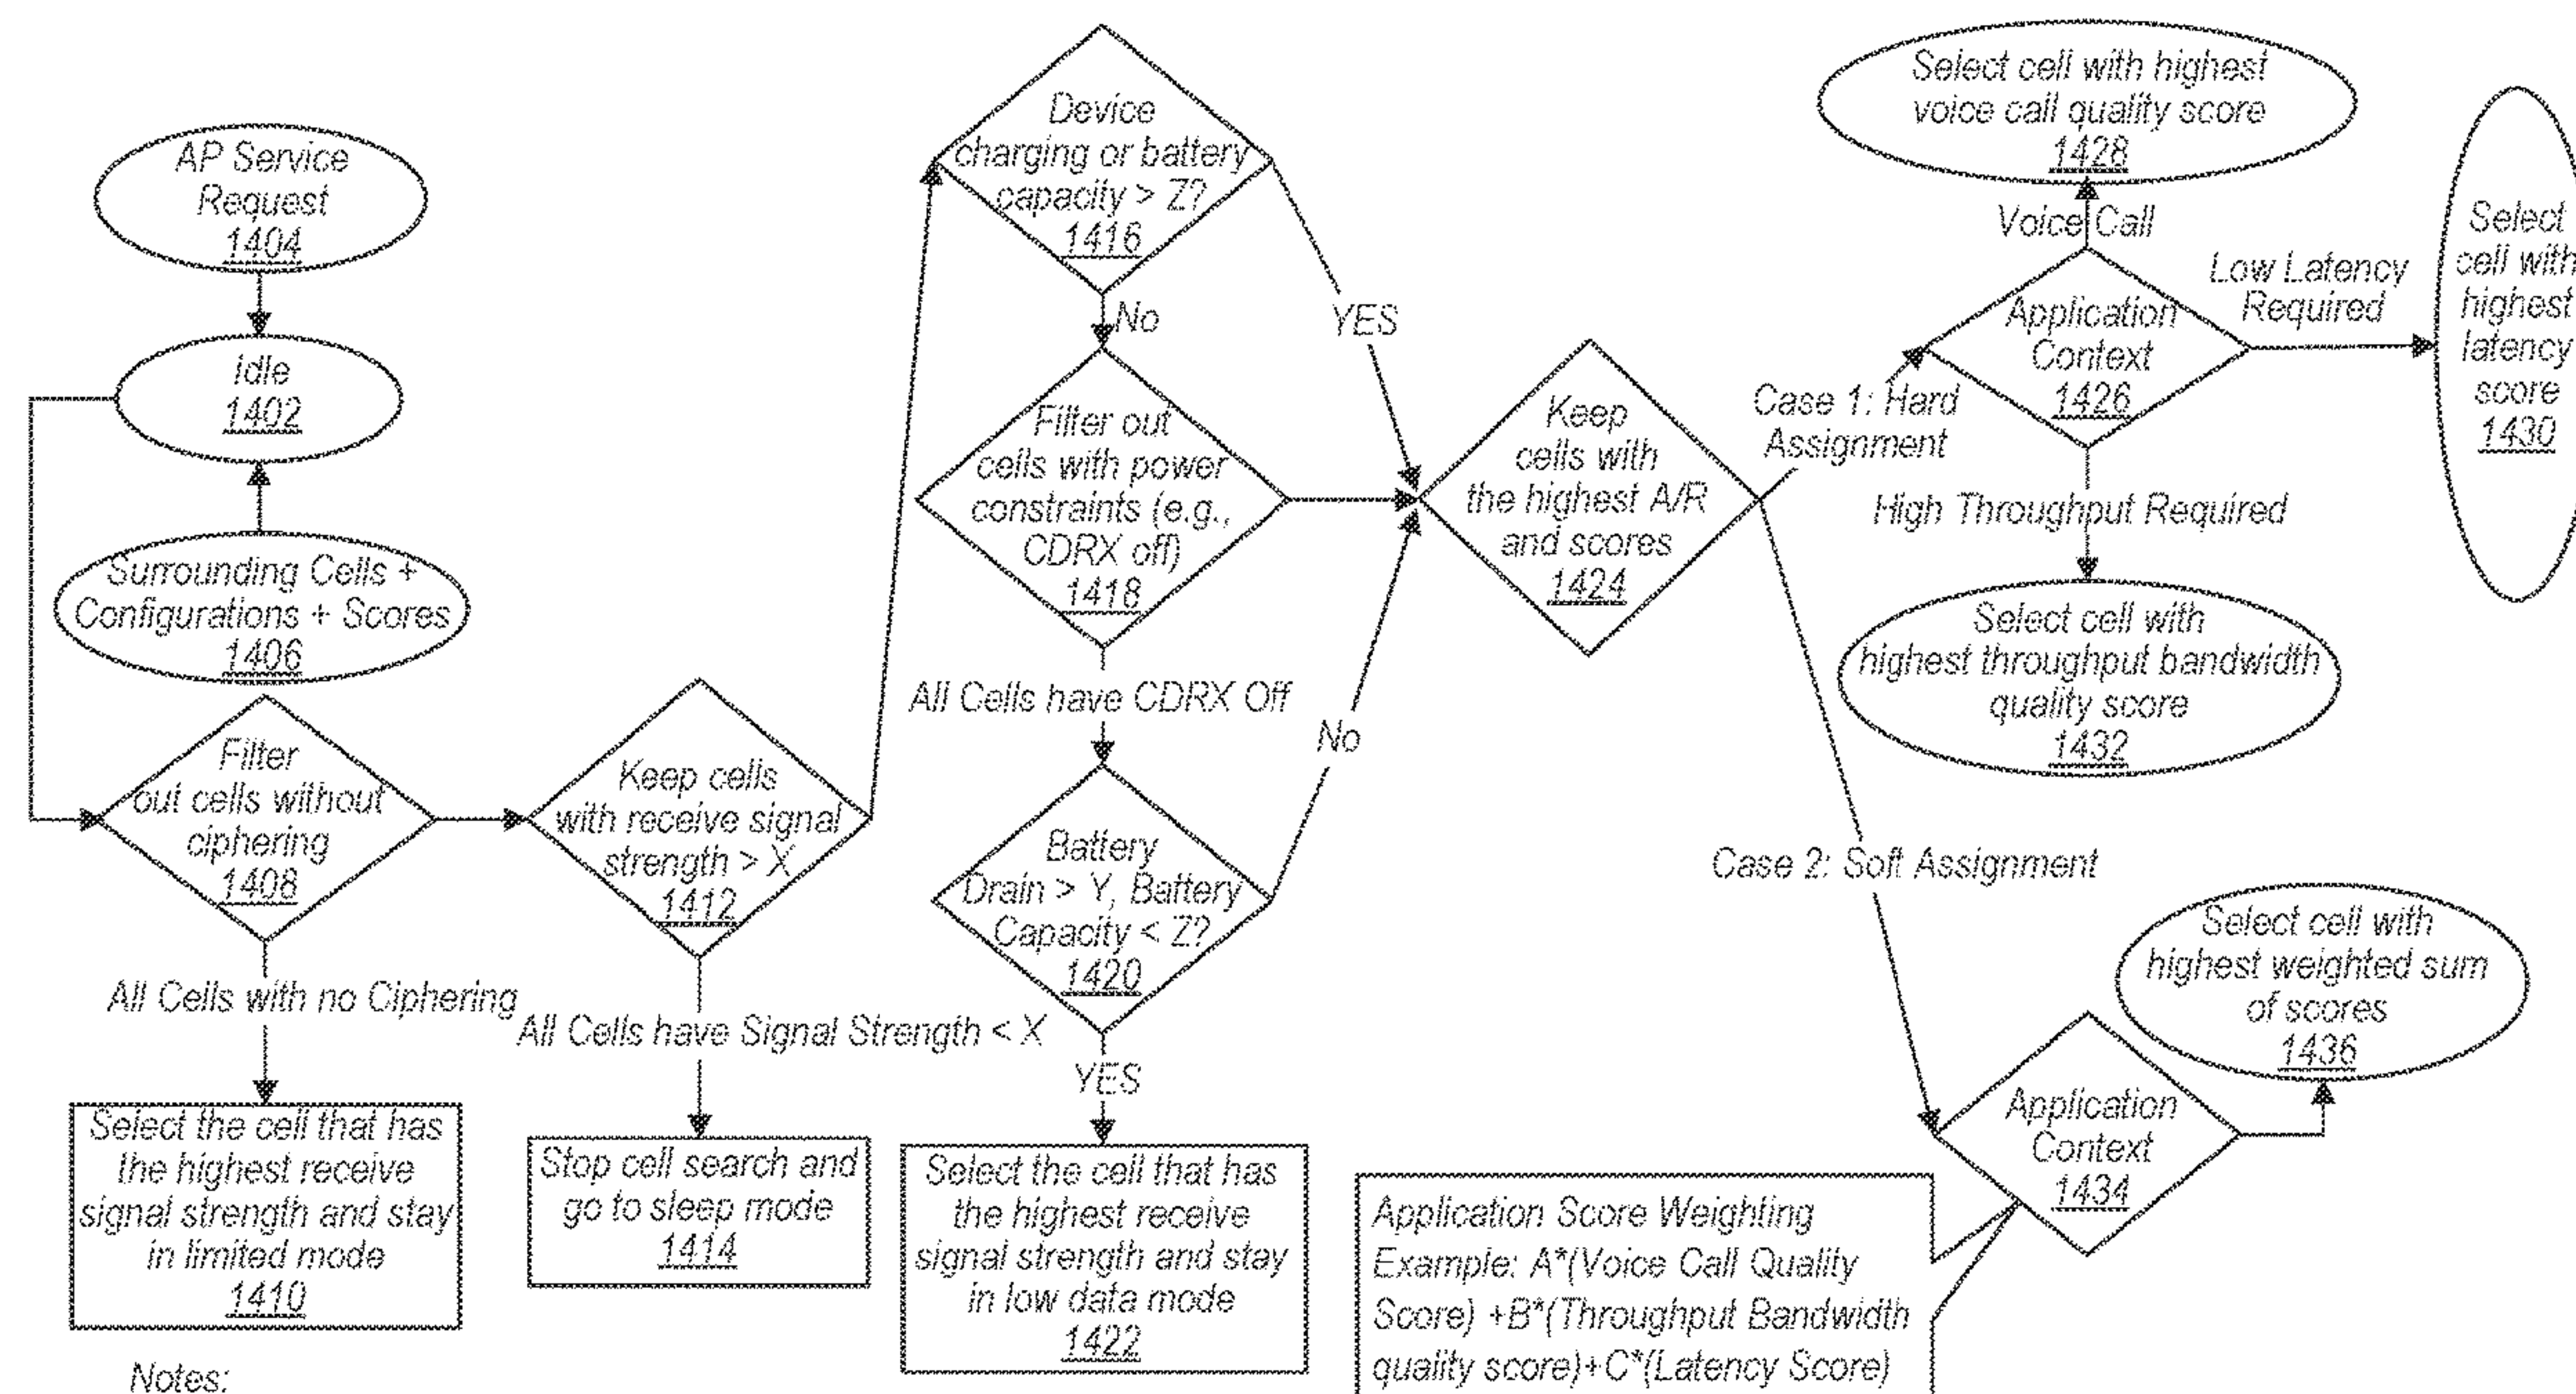 AP Service
Request
1404
Idle
1402
Surrounding Cells +
Configurations + Scores
1406
Filter
out cells without
ciphering
1408
All Cells with no Ciphering
Select the cell that has
the highest receive
signal strength and stay
in limited mode
1410
Notes:
Keep cells
with receive signal
strength > X
1412
All Cells have Signal Strength < X
Stop cell search and
go to sleep mode
1414
Device
charging or battery
capacity > Z?
1416
No
YES
Filter out
cells with power
constraints (e.g.,
CDRX off)
1418
All Cells have CDRX Off
No
Battery
Drain > Y, Battery
Capacity < Z?
1420
YES
Select the cell that has
the highest receive
signal strength and stay
in low data mode
1422
Keep
cells with
the highest A/R
and scores
1424
Case 1: Hard
Assignment
Application
Context
1426
Voice Call
Select cell with highest
voice call quality score
1428
Low Latency
Required
Select
cell with
highest
latency
score
1430
High Throughput Required
Select cell with
highest throughput bandwidth
quality score
1432
Case 2: Soft Assignment
Application
Context
1434
Select cell with
highest weighted sum
of scores
1436
Application Score Weighting
Example: A*(Voice Call Quality
Score) +B*(Throughput Bandwidth
quality score)+C*(Latency Score)